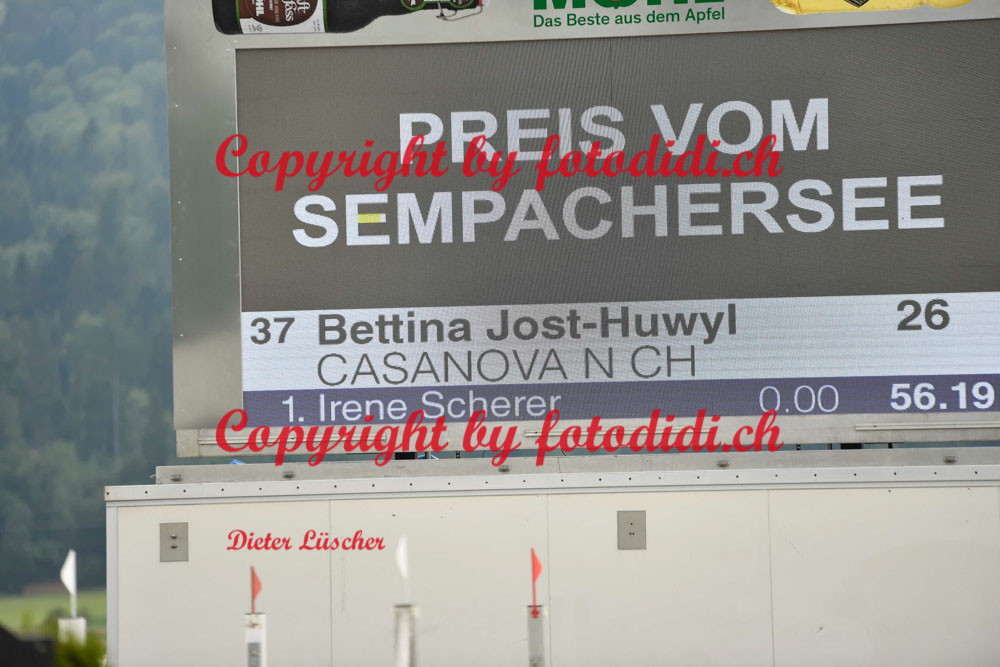 MÖHL
Das Beste aus dem Apfel
PREIS VOM
Copyright by fotodidi.ch
SEMPACHERSEE
37 Bettina Jost-Huwyl 26
CASANOVA N CH
1. Irene Scherer 0.00 56.19
Copyright by fotodidi.ch
Dieter Lüscher